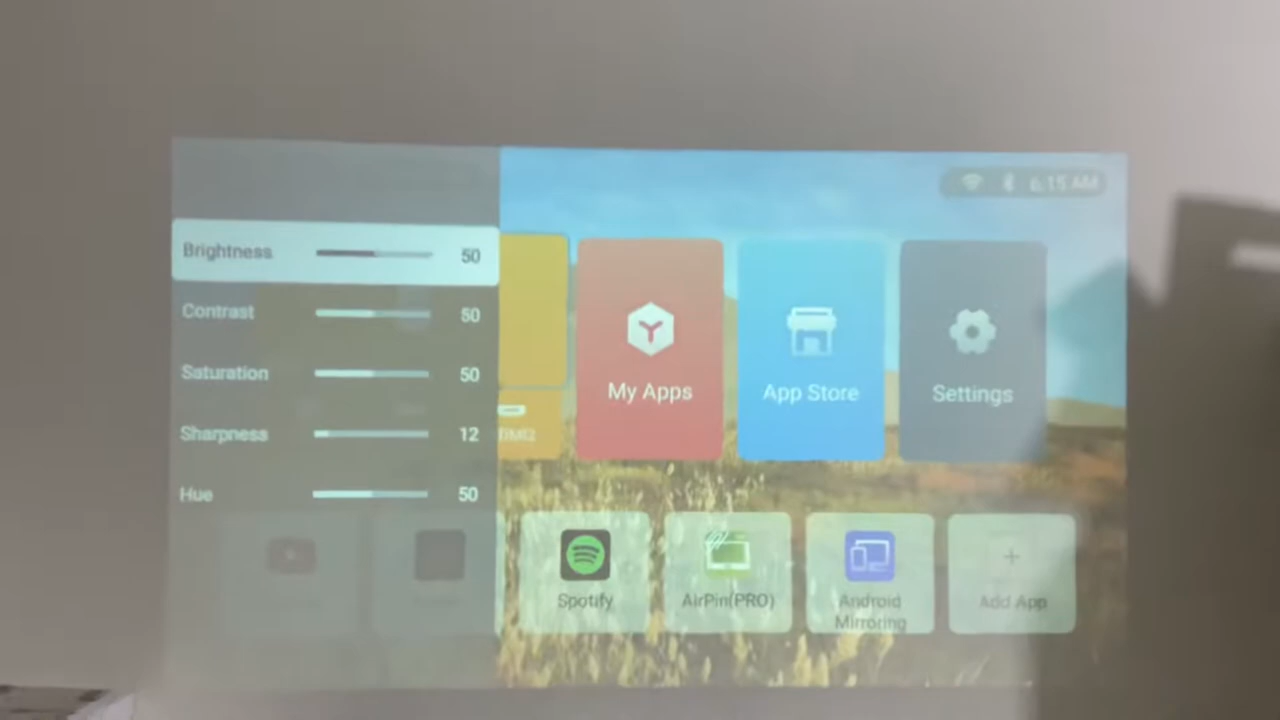 6:15 AM
Brightness 50
Contrast 50
Saturation 50
Sharpness 12
Hue 50
My Apps
App Store
Settings
Spotify
AirPin(PRO)
Android
Mirroring
Add App